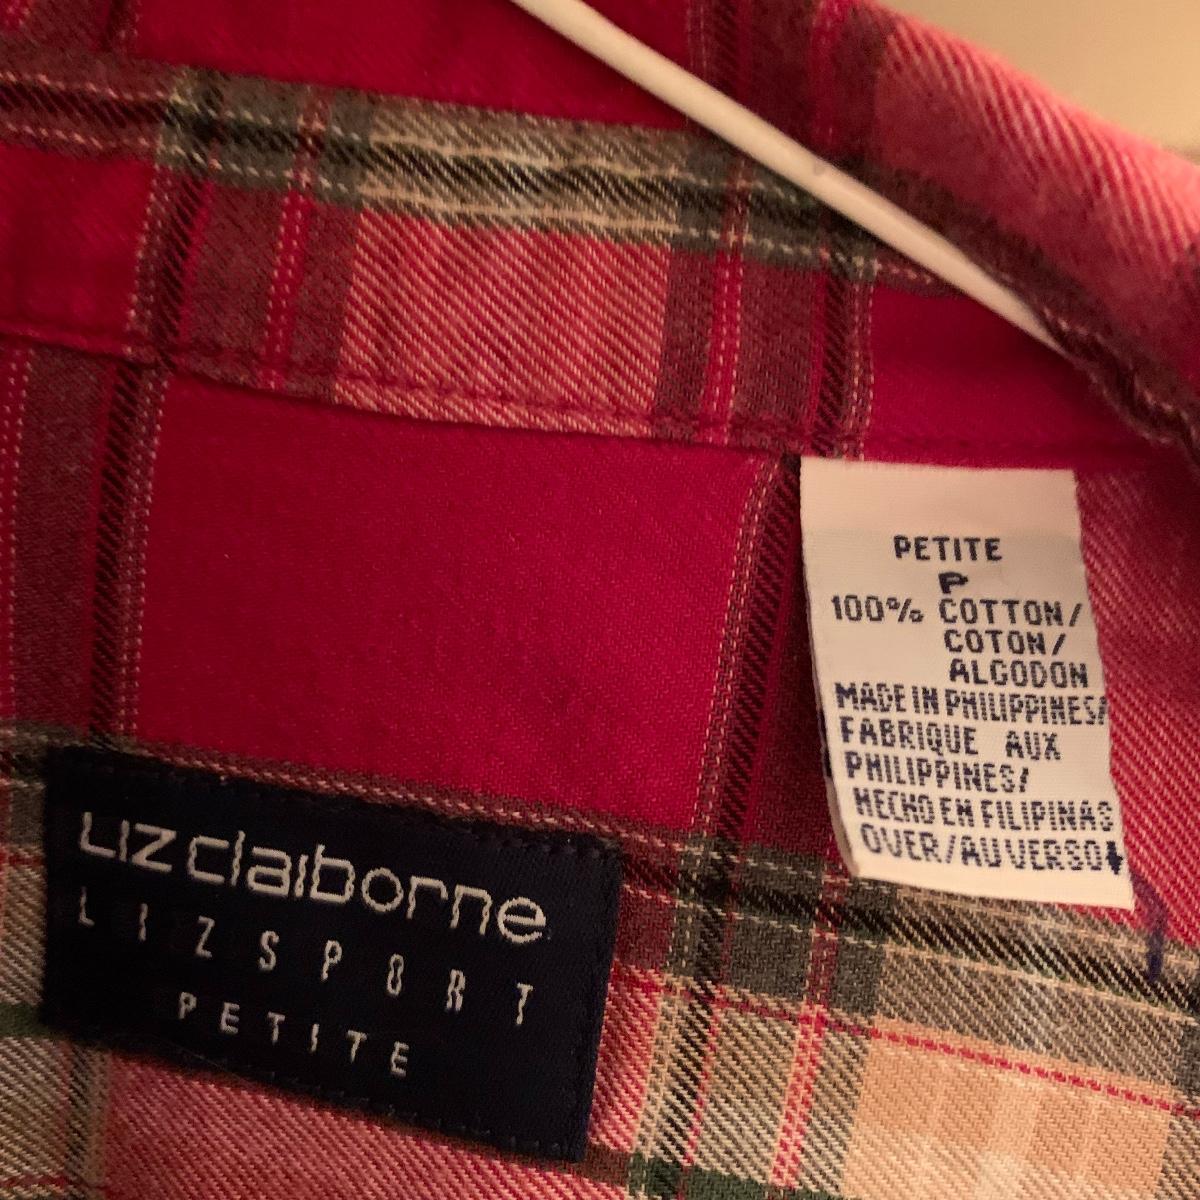 PETITE
P
100% COTTON/
COTON/
ALGODON
MADE IN PHILIPPINES/
FABRIQUE AUX
PHILIPPINES/
HECHO EN FILIPINAS
OVER/AU VERSO
Liz claiborne
LIZSPORT
PETITE